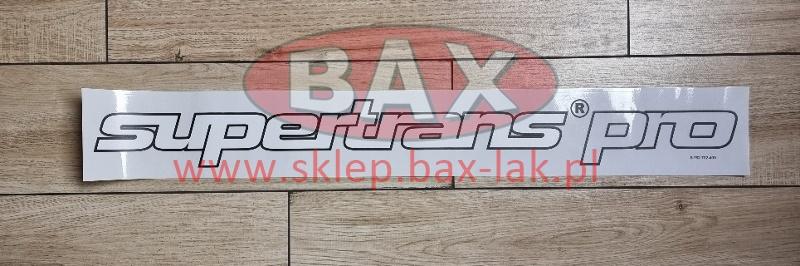 BAX
supertrans® pro
www.sklep.bax-lak.pl